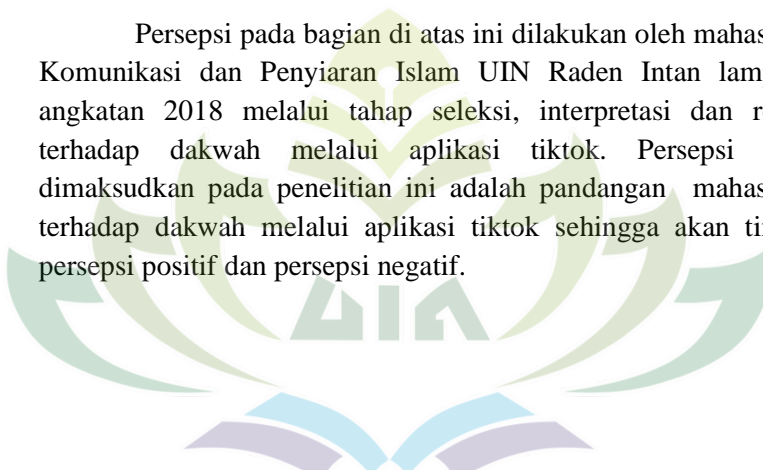 Persepsi pada bagian di atas ini dilakukan oleh mahas
Komunikasi dan Penyiaran Islam UIN Raden Intan lam
angkatan 2018 melalui tahap seleksi, interpretasi dan r
terhadap dakwah melalui aplikasi tiktok. Persepsi
dimaksudkan pada penelitian ini adalah pandangan mahas
terhadap dakwah melalui aplikasi tiktok sehingga akan ti
persepsi positif dan persepsi negatif.
UIN